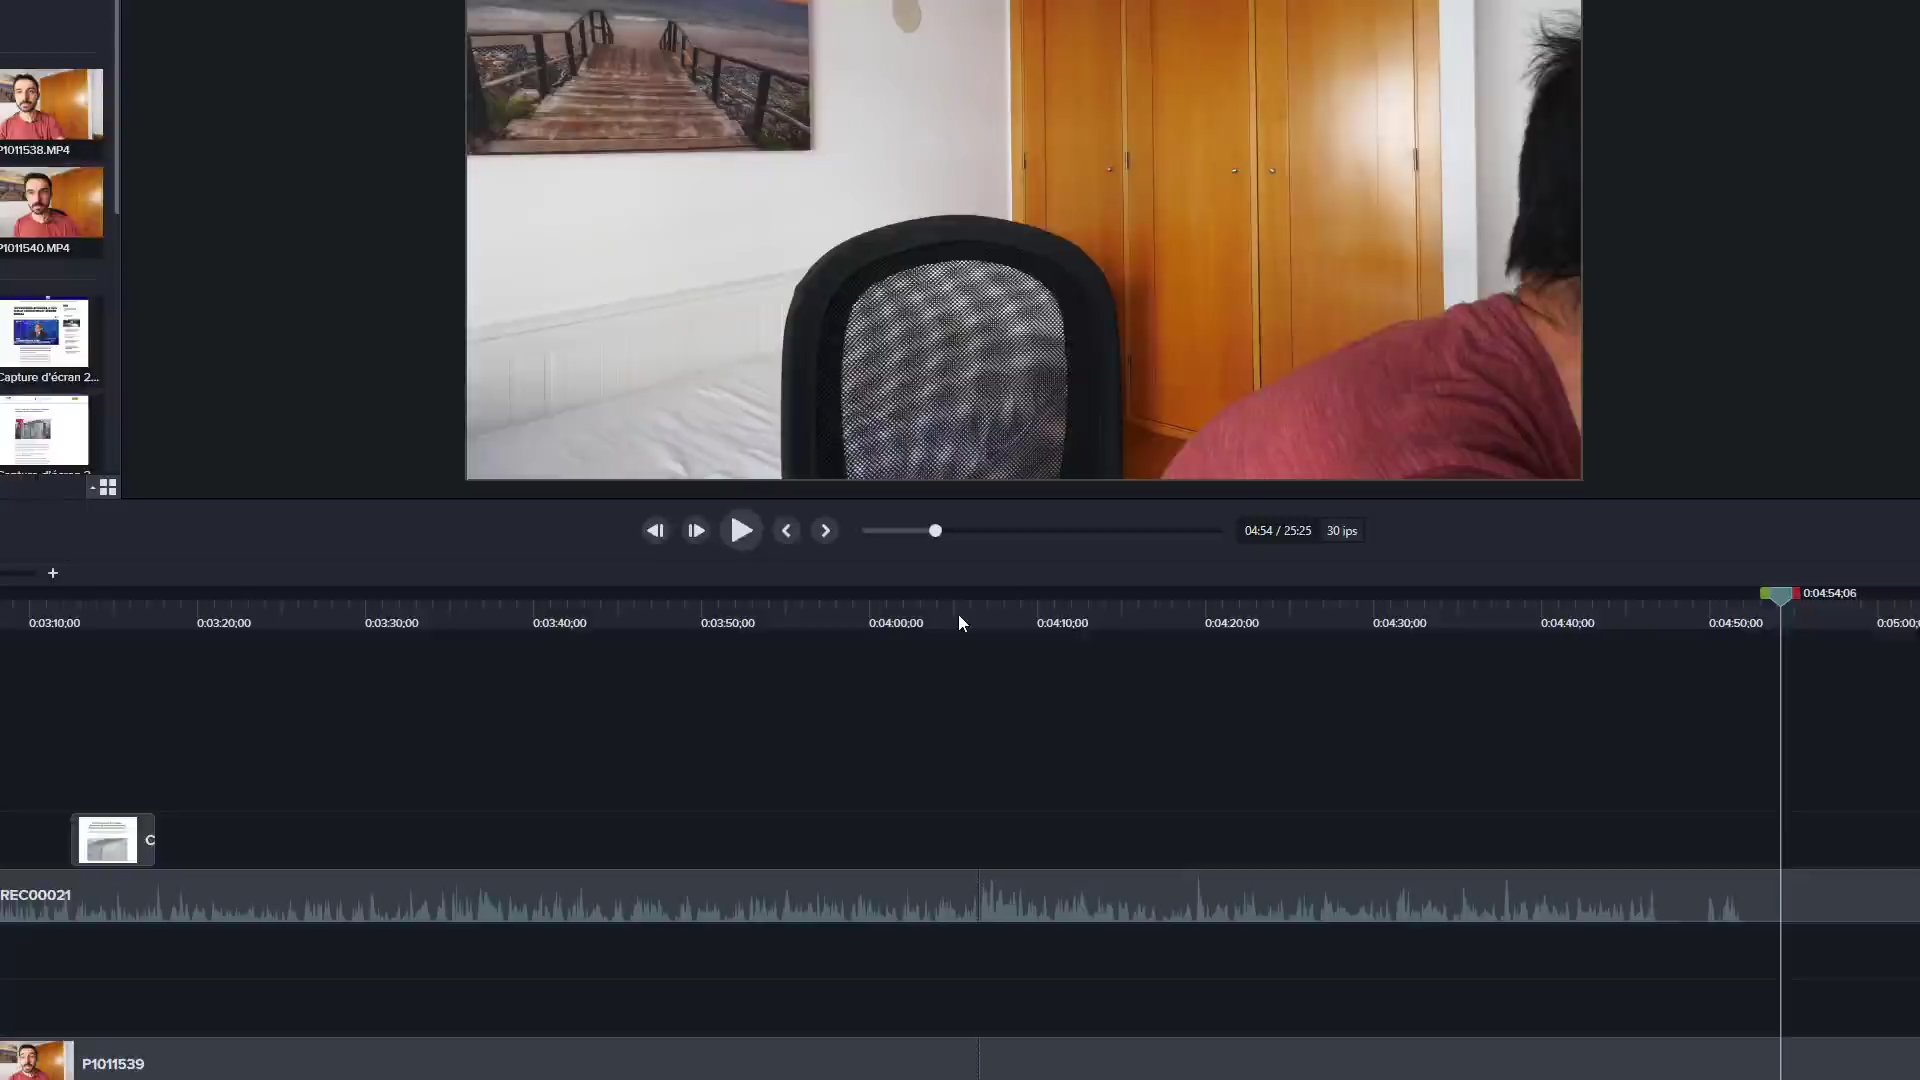 P1011538.MP4
P1011540.MP4
Capture d'écran 2...
04:54 / 25:25
30 ips
0:04:54;06
0:03:10;00
0:03:20;00
0:03:30;00
0:03:40;00
0:03:50;00
0:04:00;00
0:04:10;00
0:04:20;00
0:04:30;00
0:04:40;00
0:04:50;00
0:05:00;
C
REC00021
P1011539